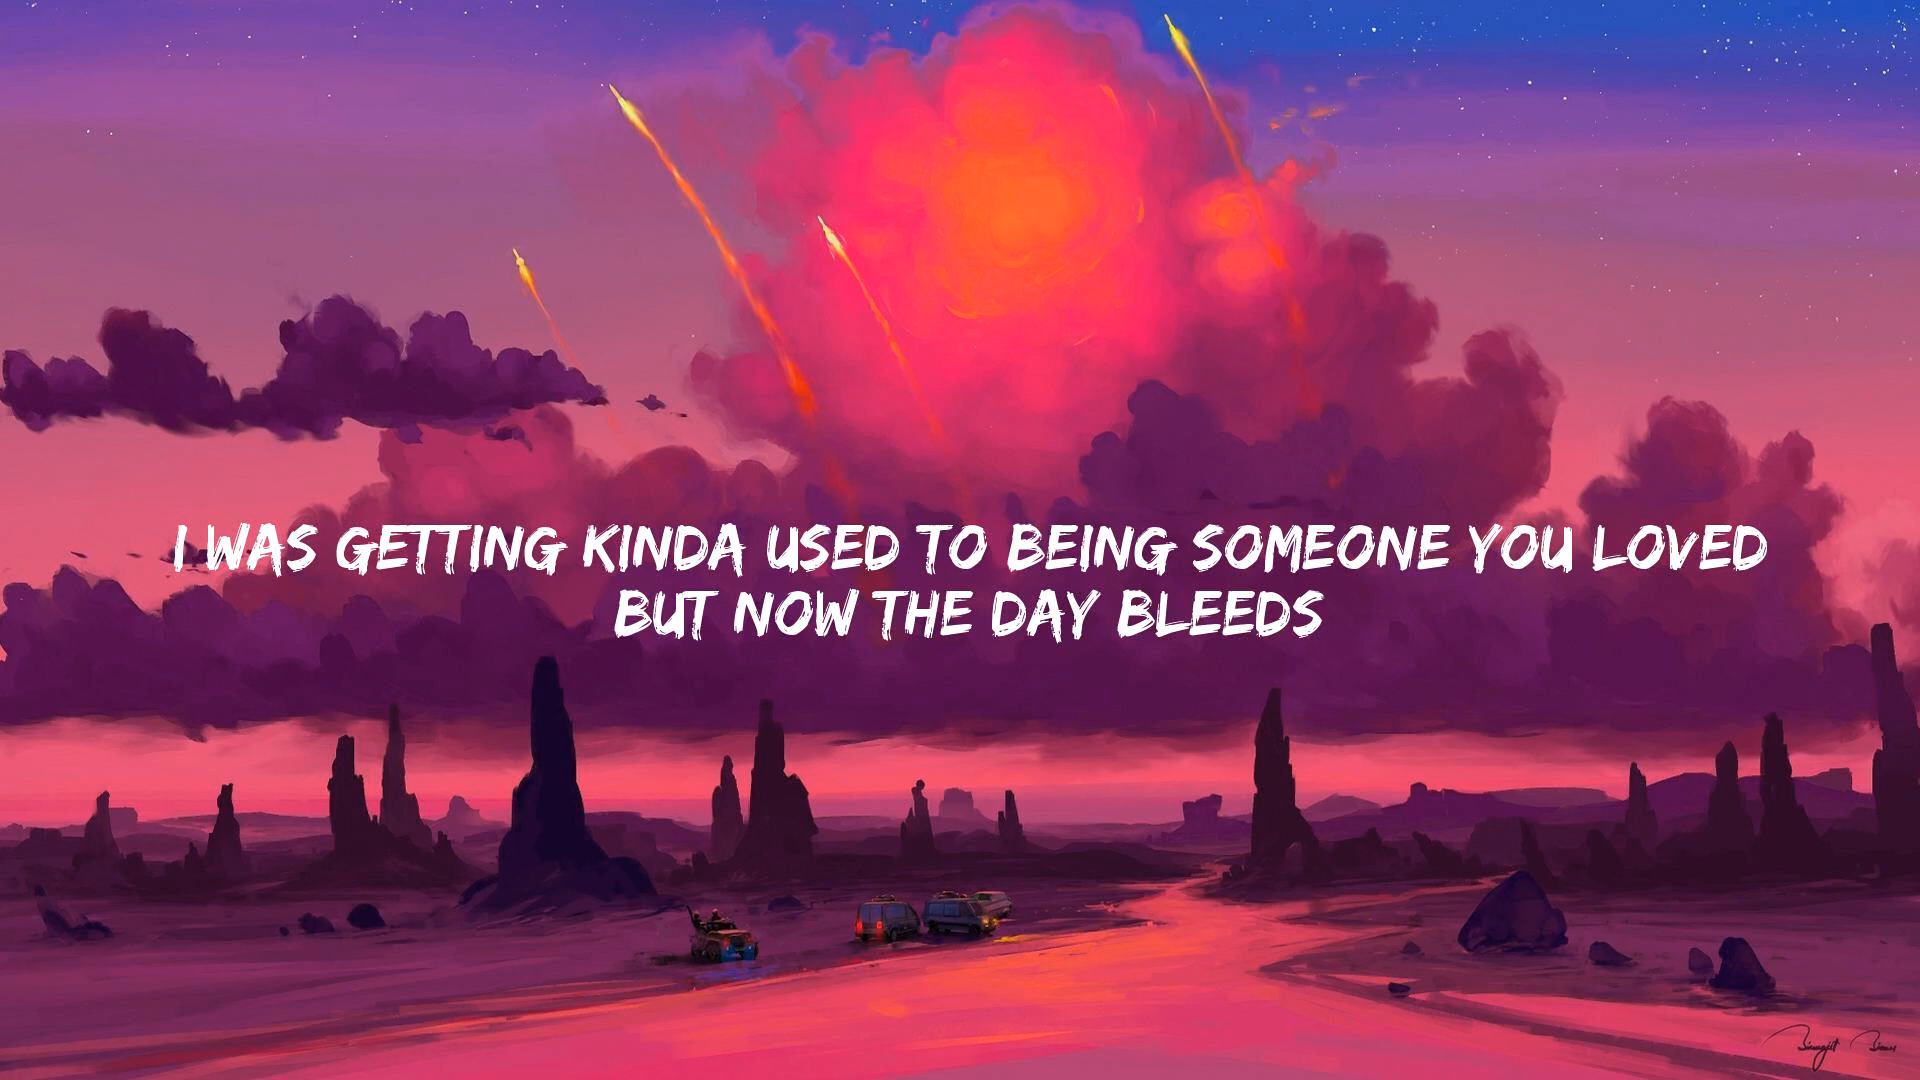 I WAS GETTING KINDA USED TO BEING SOMEONE YOU LOVED
BUT NOW THE DAY BLEEDS